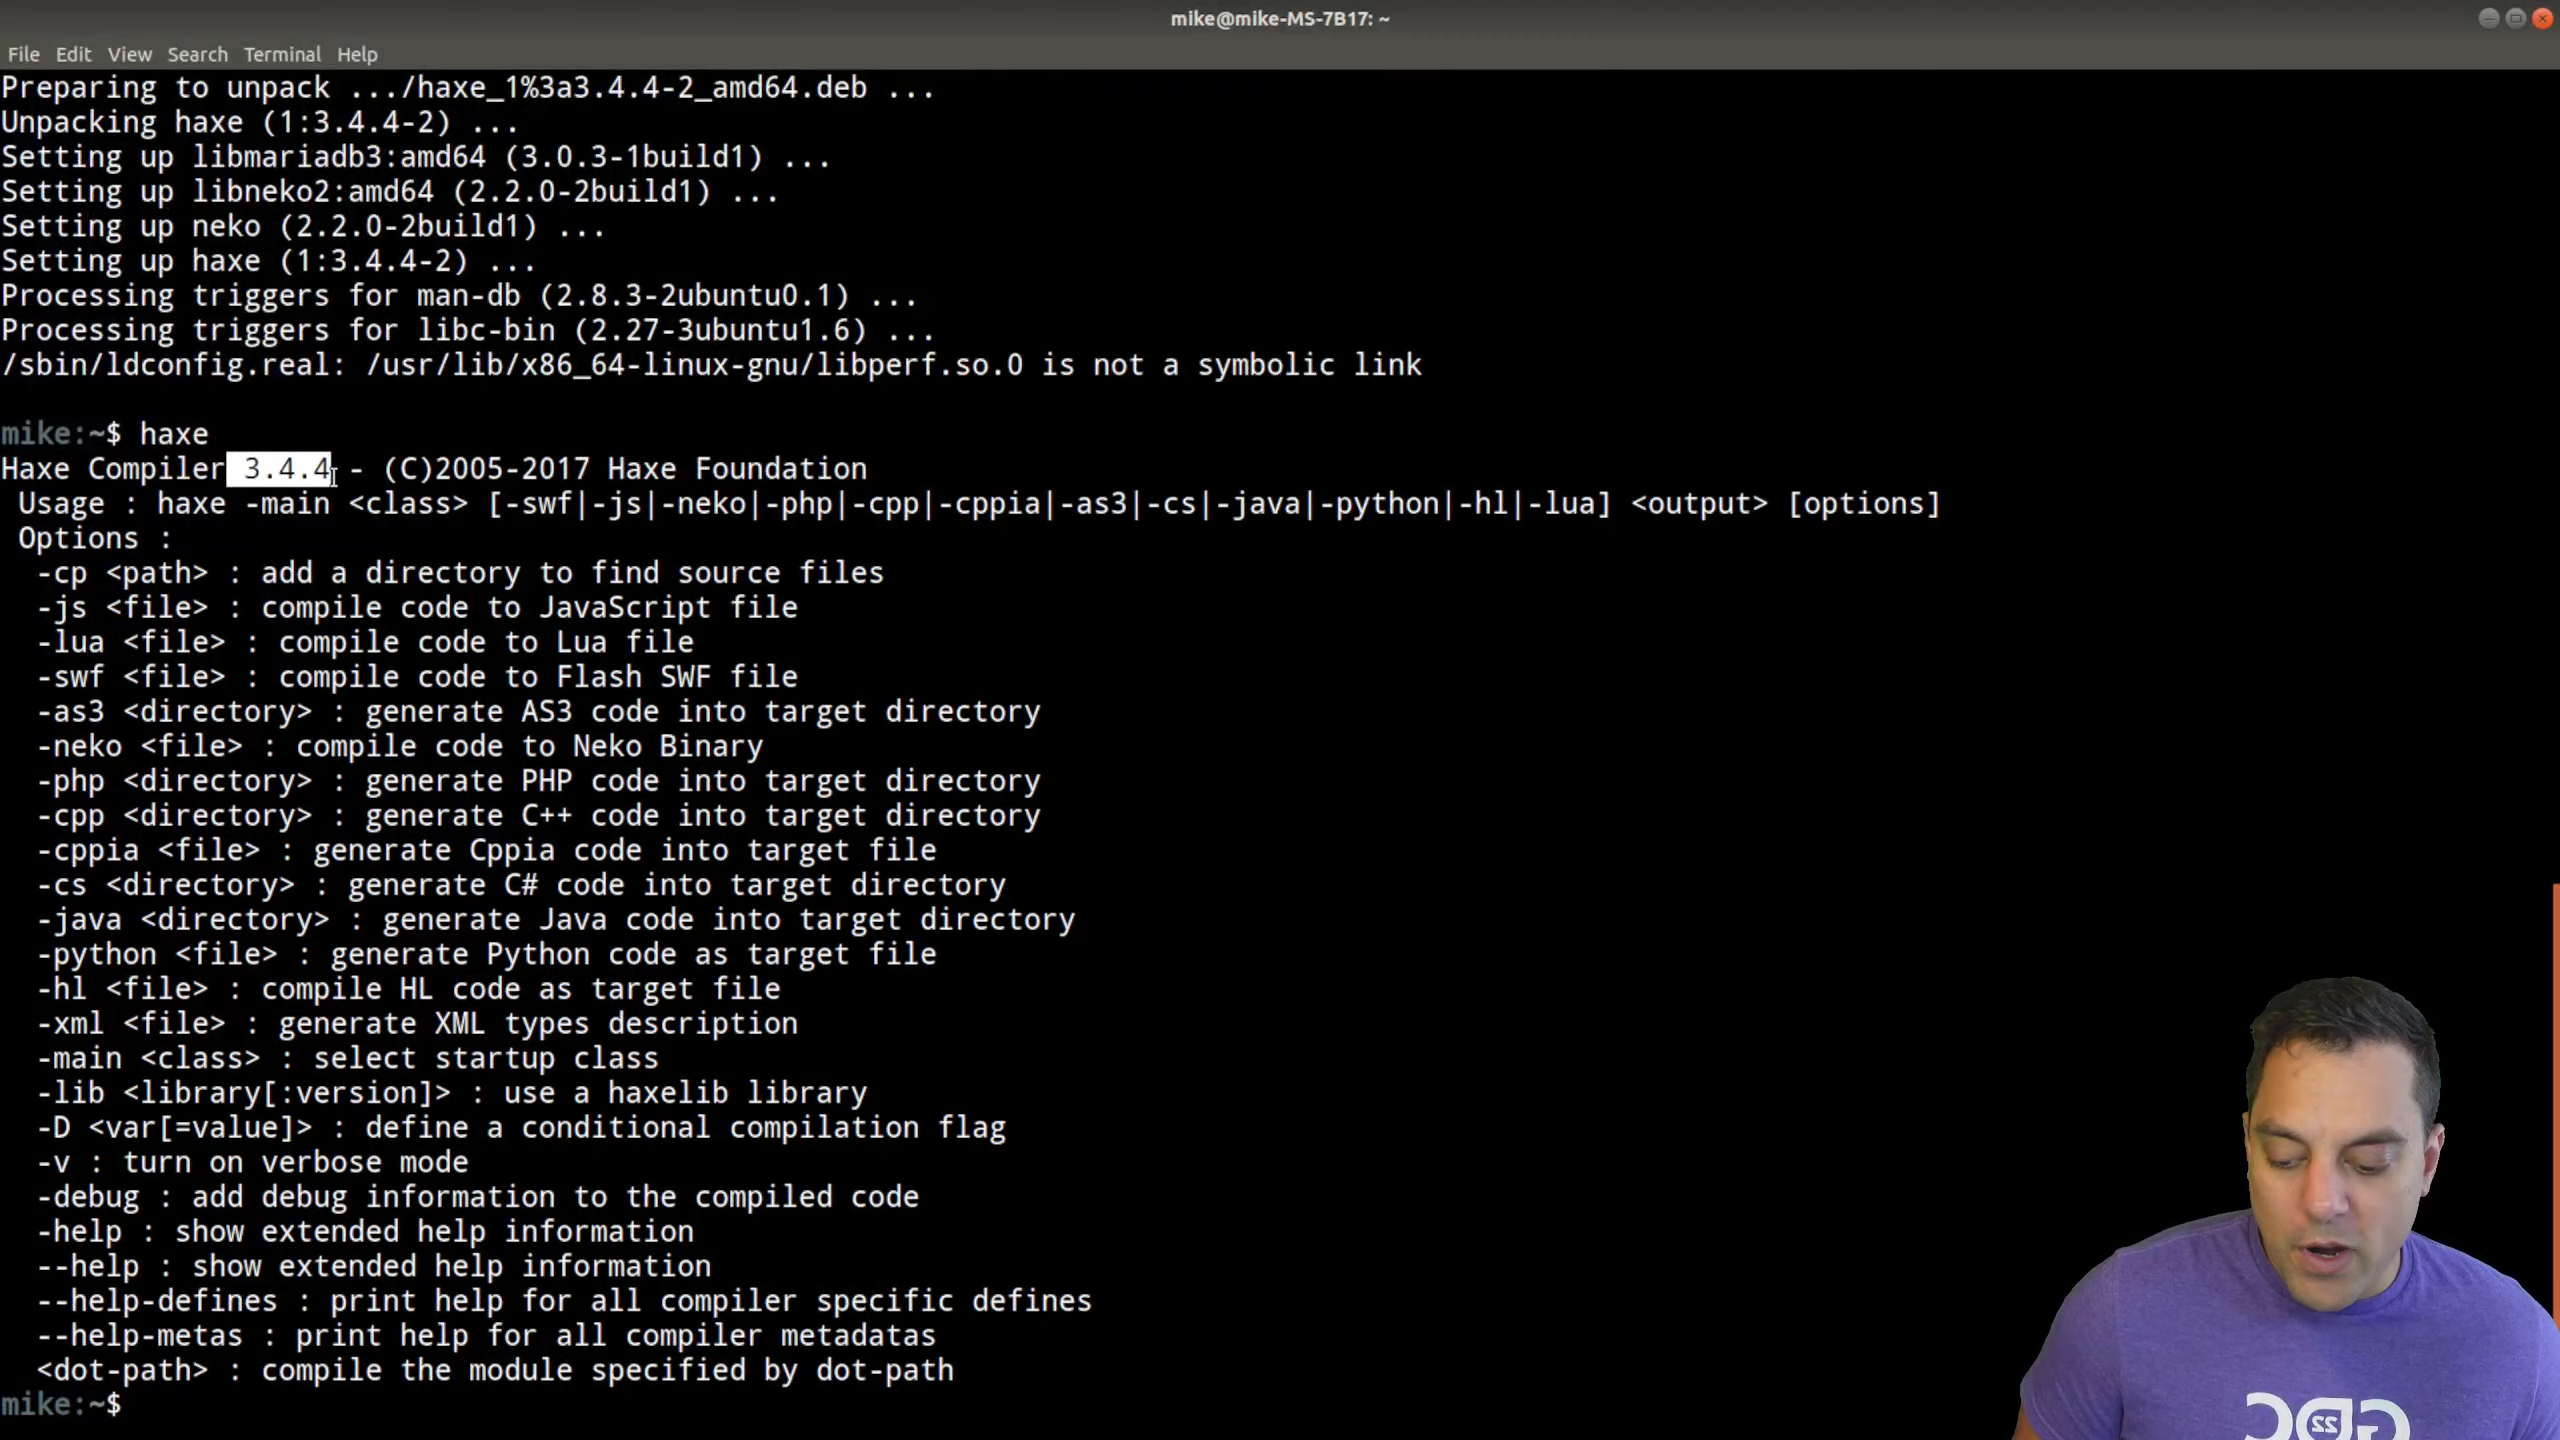 mike@mike-MS-7B17: ~
File Edit View Search Terminal Help
Preparing to unpack .../haxe_1%3a3.4.4-2_amd64.deb ...
Unpacking haxe (1:3.4.4-2) ...
Setting up libmariadb3:amd64 (3.0.3-1build1) ...
Setting up libneko2:amd64 (2.2.0-2build1) ...
Setting up neko (2.2.0-2build1) ...
Setting up haxe (1:3.4.4-2) ...
Processing triggers for man-db (2.8.3-2ubuntu0.1) ...
Processing triggers for libc-bin (2.27-3ubuntu1.6) ...
/sbin/ldconfig.real: /usr/lib/x86_64-linux-gnu/libperf.so.0 is not a symbolic link
mike:~$ haxe
Haxe Compiler 3.4.4 - (C)2005-2017 Haxe Foundation
Usage : haxe -main <class> [-swf|-js|-neko|-php|-cpp|-cppia|-as3|-cs|-java|-python|-hl|-lua] <output> [options]
Options :
-cp <path> : add a directory to find source files
-js <file> : compile code to JavaScript file
-lua <file> : compile code to Lua file
-swf <file> : compile code to Flash SWF file
-as3 <directory> : generate AS3 code into target directory
-neko <file> : compile code to Neko Binary
-php <directory> : generate PHP code into target directory
-cpp <directory> : generate C++ code into target directory
-cppia <file> : generate Cppia code into target file
-cs <directory> : generate C# code into target directory
-java <directory> : generate Java code into target directory
-python <file> : generate Python code as target file
-hl <file> : compile HL code as target file
-xml <file> : generate XML types description
-main <class> : select startup class
-lib <library[:version]> : use a haxelib library
-D <var[=value]> : define a conditional compilation flag
-v : turn on verbose mode
-debug : add debug information to the compiled code
-help : show extended help information
--help : show extended help information
--help-defines : print help for all compiler specific defines
--help-metas : print help for all compiler metadatas
<dot-path> : compile the module specified by dot-path
mike:~$
GDC 22